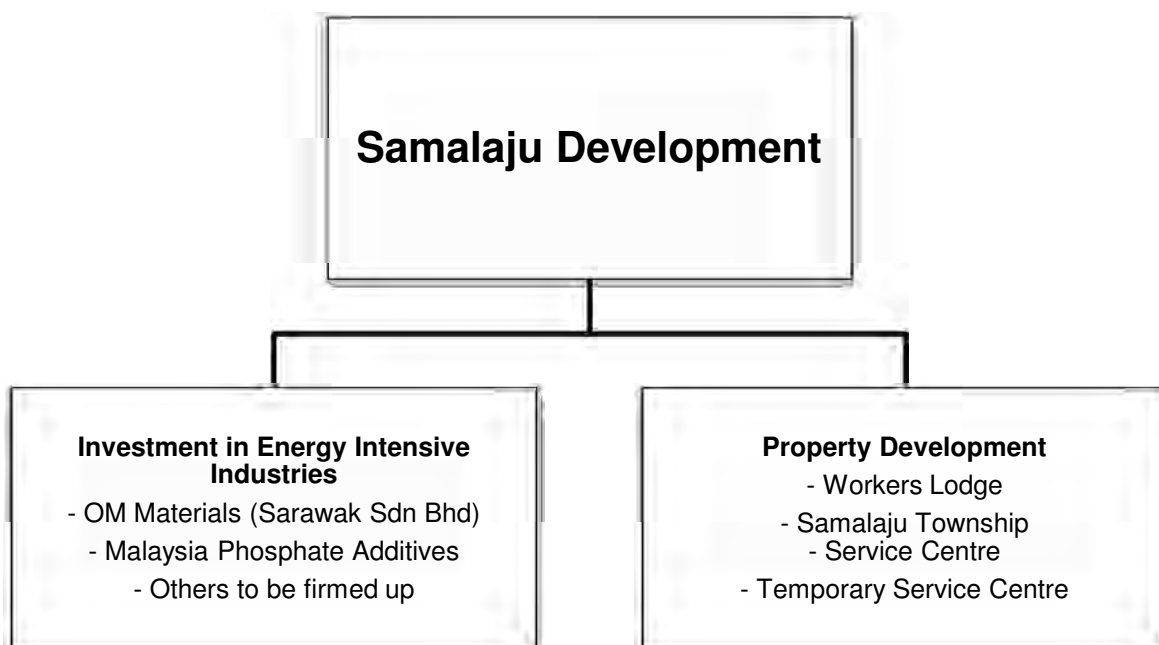 Samalaju Development
Investment in Energy Intensive
Industries
- OM Materials (Sarawak Sdn Bhd)
- Malaysia Phosphate Additives
- Others to be firmed up
Property Development
- Workers Lodge
- Samalaju Township
- Service Centre
- Temporary Service Centre